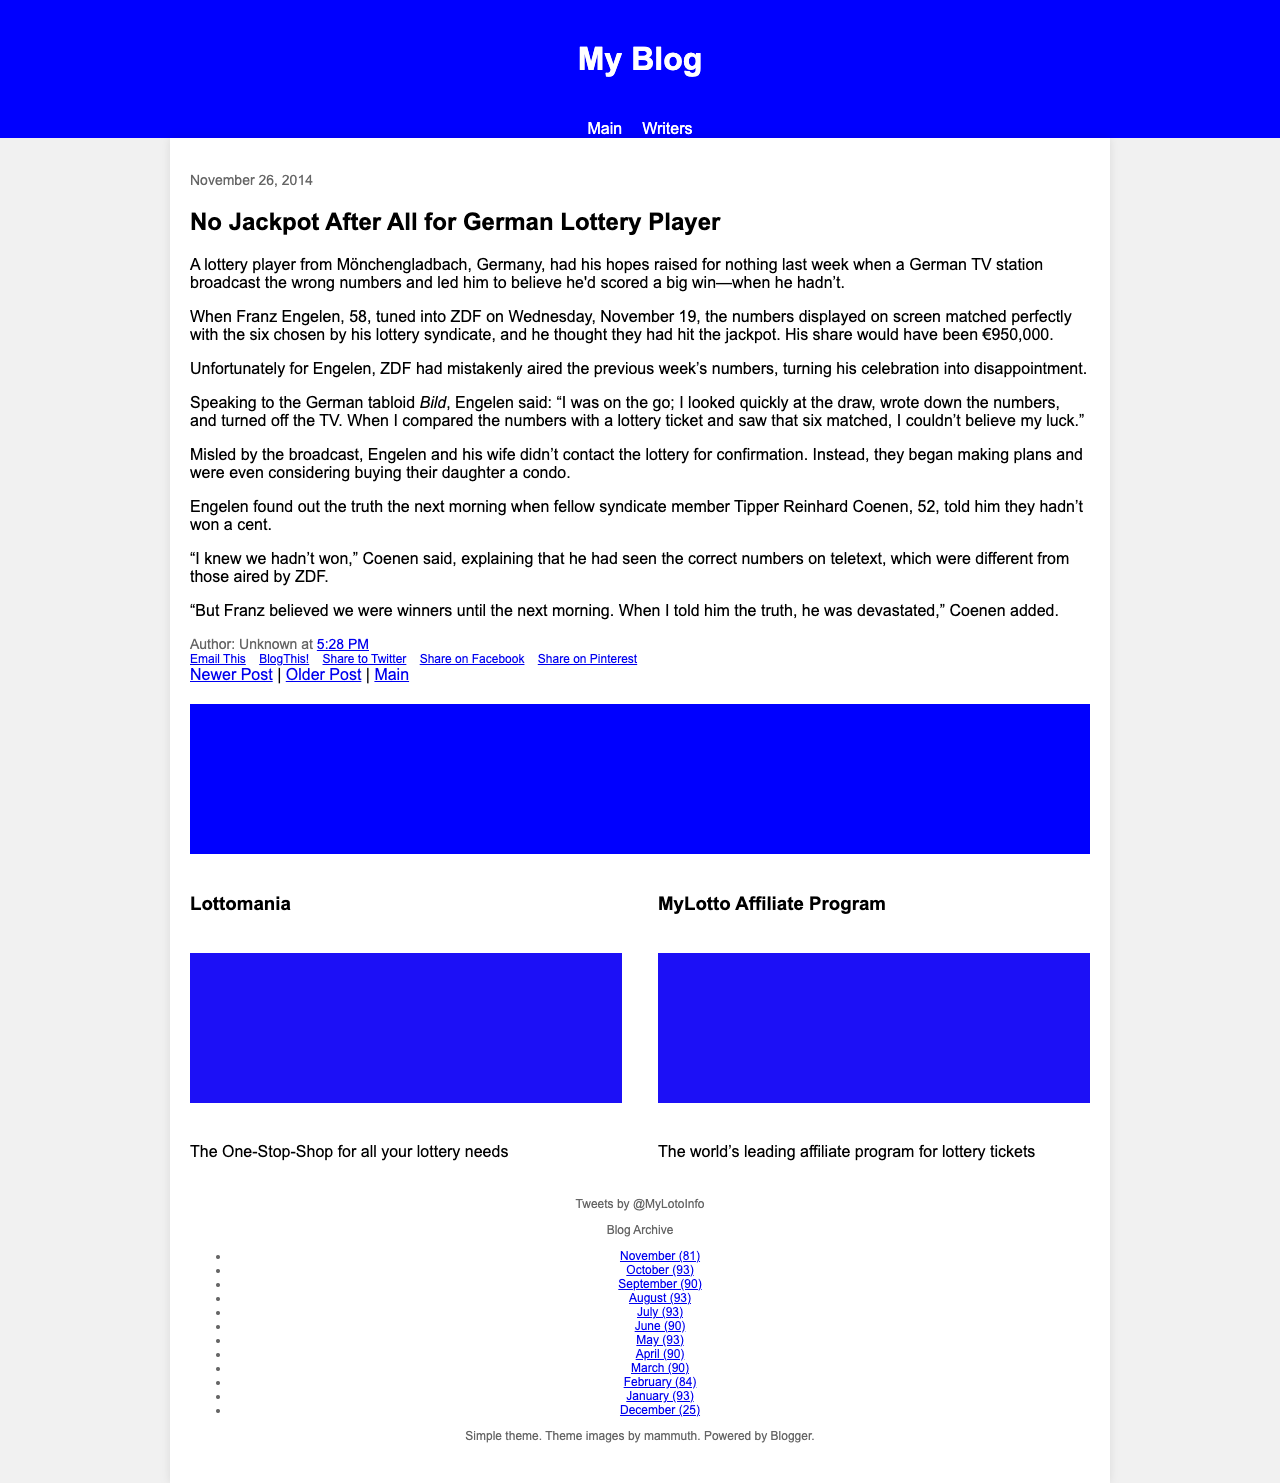 My Blog
Main Writers
November 26, 2014
No Jackpot After All for German Lottery Player
A lottery player from Mönchengladbach, Germany, had his hopes raised for nothing last week when a German TV station
broadcast the wrong numbers and led him to believe he'd scored a big win—when he hadn’t.
When Franz Engelen, 58, tuned into ZDF on Wednesday, November 19, the numbers displayed on screen matched perfectly
with the six chosen by his lottery syndicate, and he thought they had hit the jackpot. His share would have been €950,000.
Unfortunately for Engelen, ZDF had mistakenly aired the previous week’s numbers, turning his celebration into disappointment.
Speaking to the German tabloid Bild, Engelen said: “I was on the go; I looked quickly at the draw, wrote down the numbers,
and turned off the TV. When I compared the numbers with a lottery ticket and saw that six matched, I couldn’t believe my luck.”
Misled by the broadcast, Engelen and his wife didn’t contact the lottery for confirmation. Instead, they began making plans and
were even considering buying their daughter a condo.
Engelen found out the truth the next morning when fellow syndicate member Tipper Reinhard Coenen, 52, told him they hadn’t
won a cent.
“I knew we hadn’t won,” Coenen said, explaining that he had seen the correct numbers on teletext, which were different from
those aired by ZDF.
“But Franz believed we were winners until the next morning. When I told him the truth, he was devastated,” Coenen added.
Author: Unknown at 5:28 PM
Email This BlogThis! Share to Twitter Share on Facebook Share on Pinterest
Newer Post | Older Post | Main
Lottomania
MyLotto Affiliate Program
The One-Stop-Shop for all your lottery needs
The world’s leading affiliate program for lottery tickets
Tweets by @MyLotoInfo
Blog Archive
November (81)
October (93)
September (90)
August (93)
July (93)
June (90)
May (93)
April (90)
March (90)
February (84)
January (93)
December (25)
Simple theme. Theme images by mammuth. Powered by Blogger.